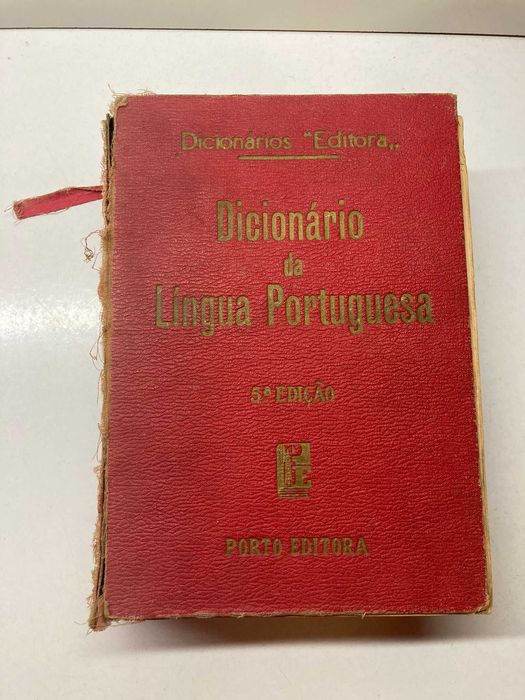 Dicionários "Editora,,
Dicionário
da
Língua Portuguesa
5.ª EDIÇÃO
PE
PORTO EDITORA